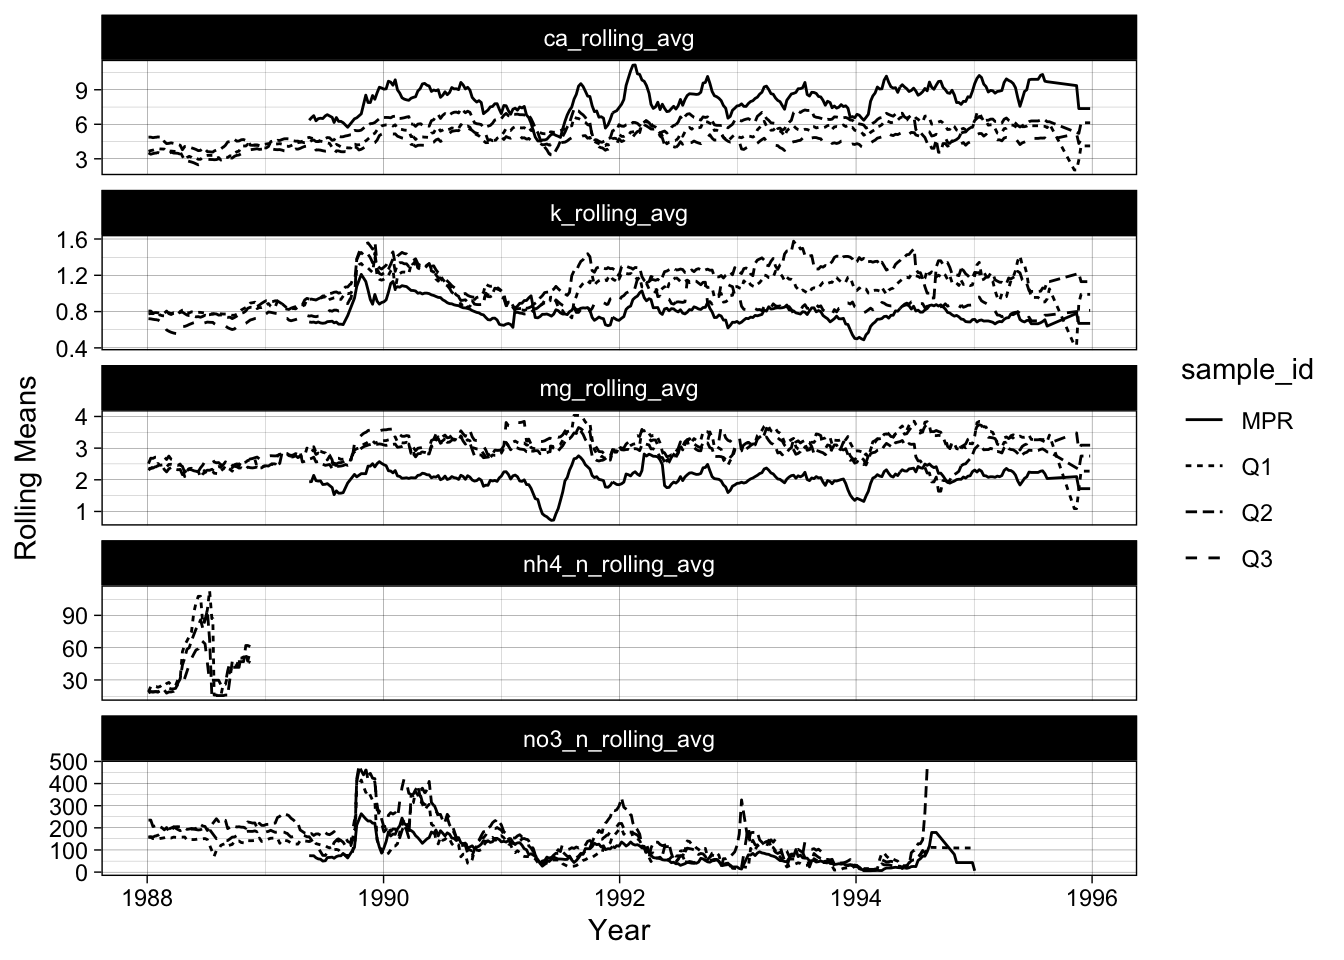 ca_rolling_avg
9
6
3
k_rolling_avg
1.6
1.2
0.8
0.4
mg_rolling_avg
4
3
2
1
nh4_n_rolling_avg
90
60
30
no3_n_rolling_avg
500
400
300
200
100
0
1988 1990 1992 1994 1996
Year
Rolling Means
sample_id
MPR
Q1
Q2
Q3